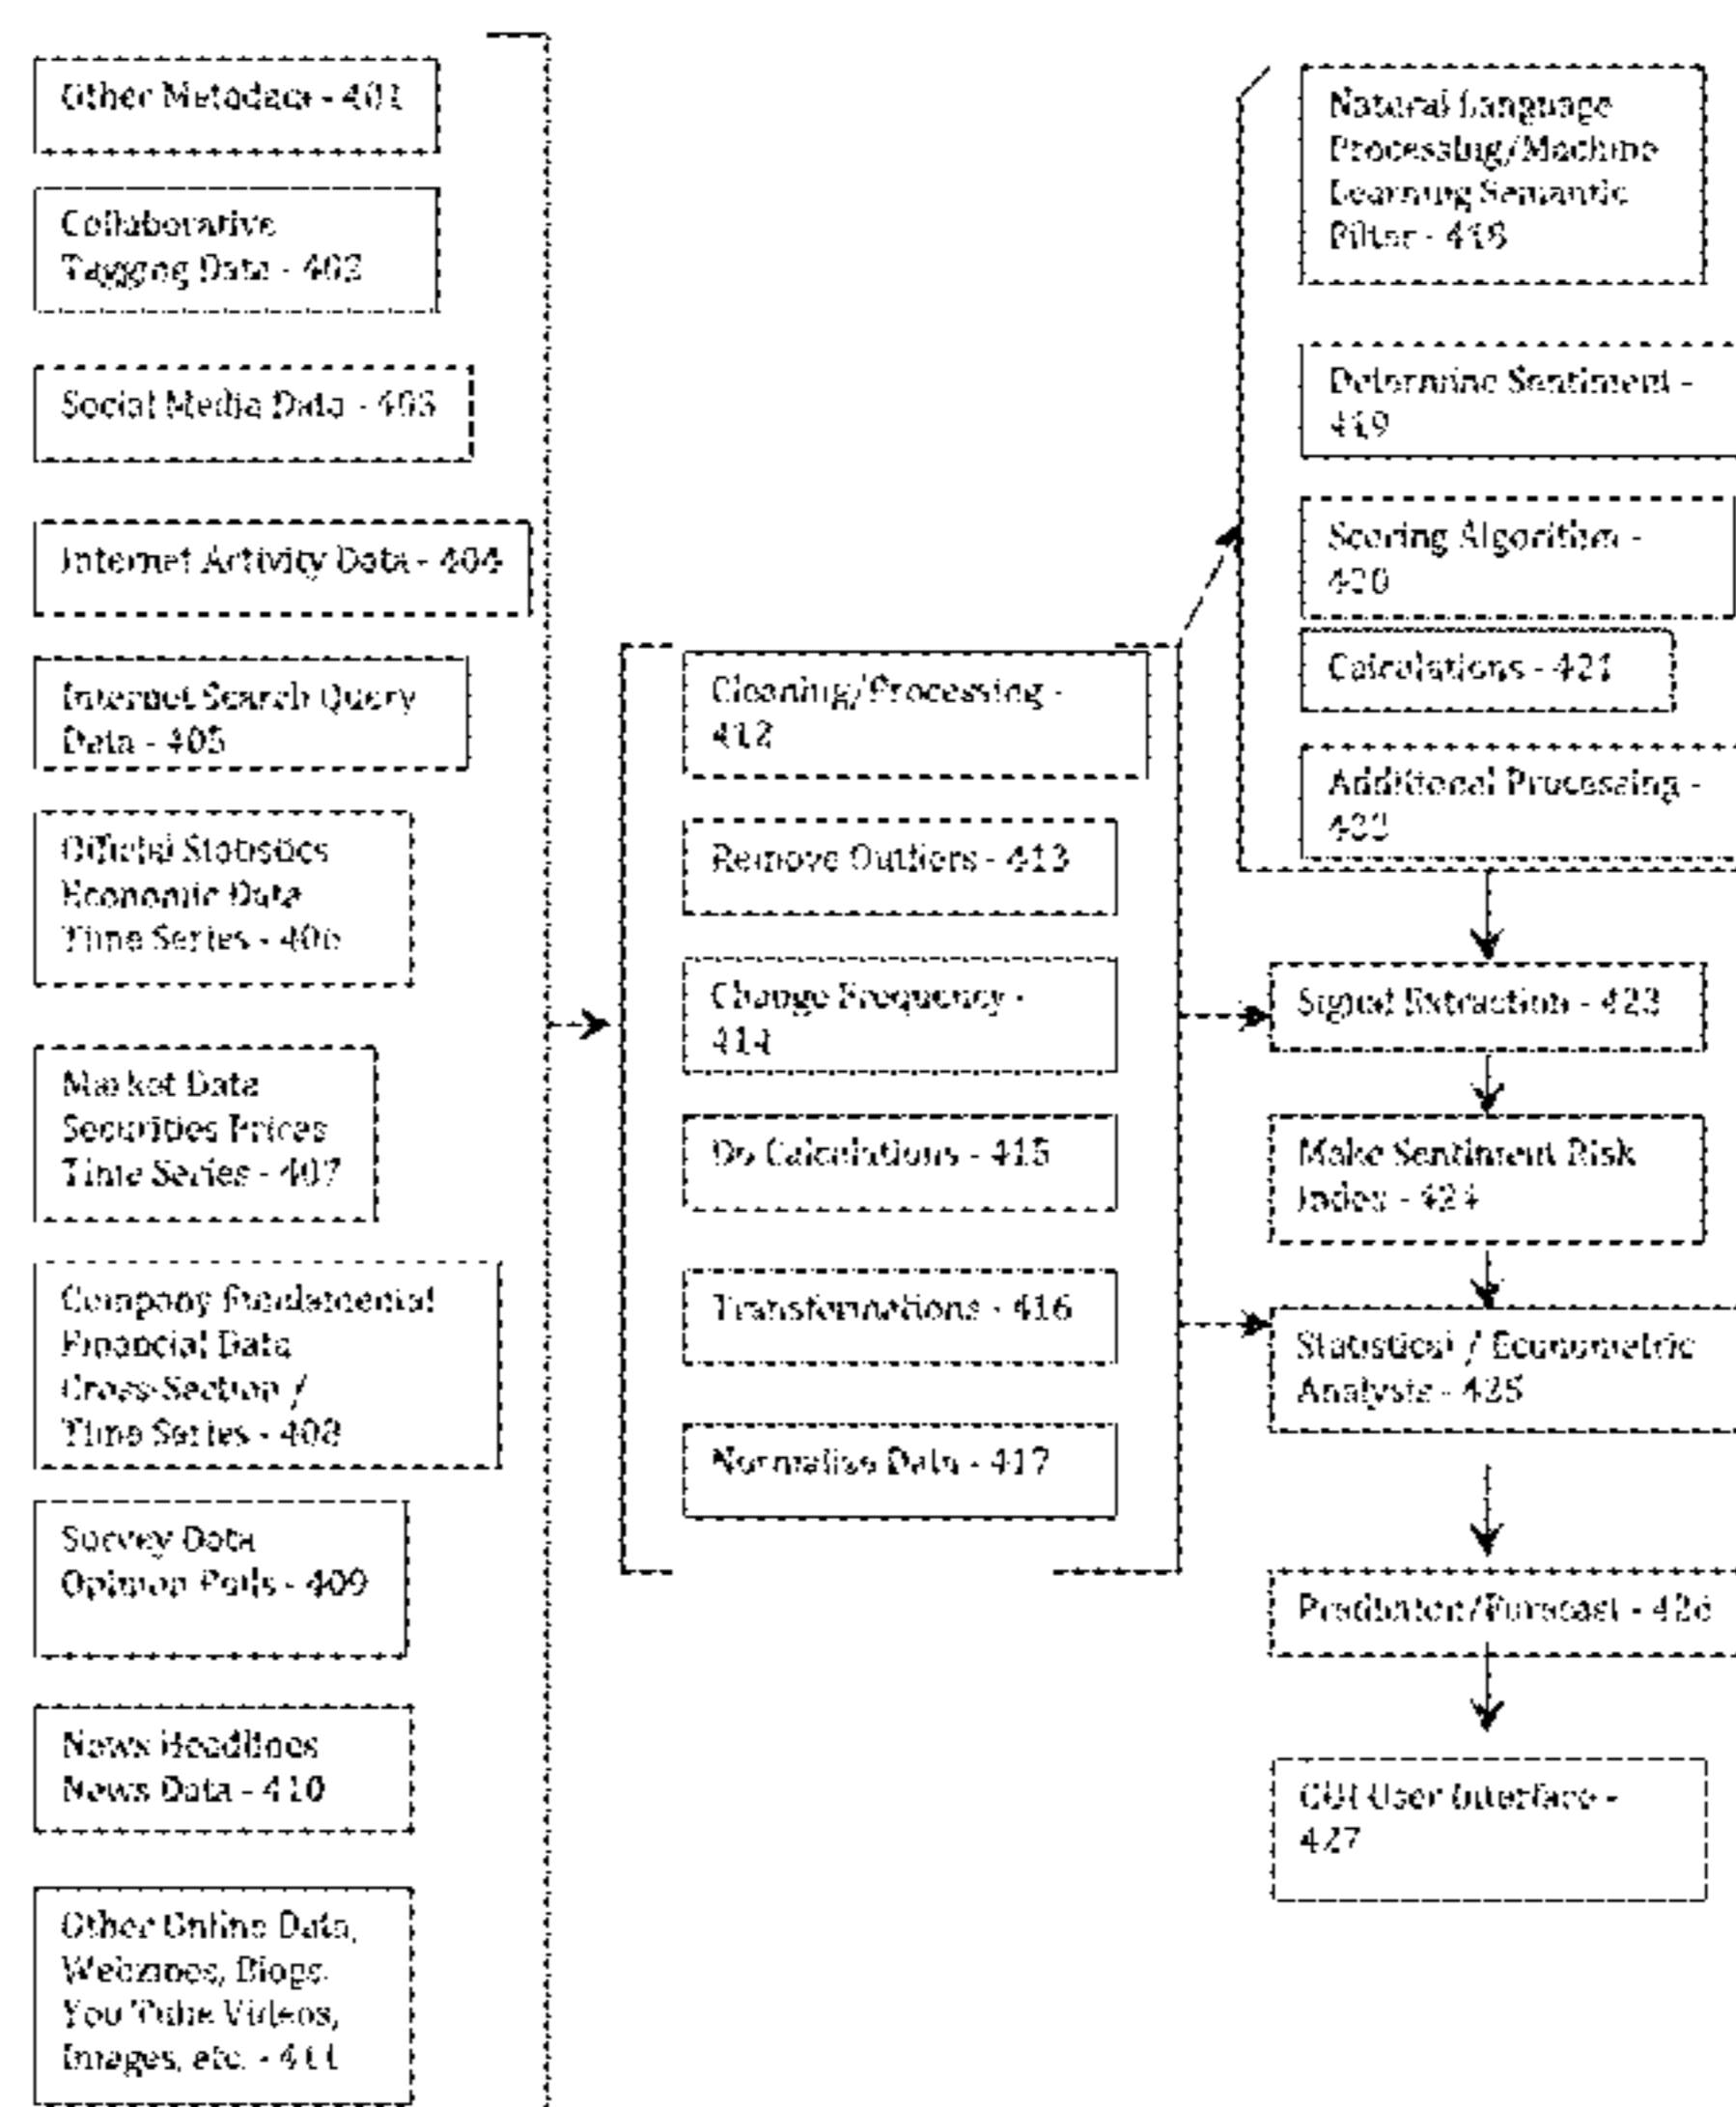 Other Metadata - 401
Collaborative
Tagging Data - 402
Social Media Data - 403
Internet Activity Data - 404
Internet Search Query
Data - 405
Official Statistics
Economic Data
Time Series - 406
Market Data
Securities Prices
Time Series - 407
Company Fundamental
Financial Data
Cross-Section /
Time Series - 408
Survey Data
Opinion Polls - 409
News Headlines
News Data - 410
Other Online Data,
Webzines, Blogs,
You Tube Videos,
Images, etc. - 411
Cleaning/Processing -
412
Remove Outliers - 413
Change Frequency -
414
Do Calculations - 415
Transformations - 416
Normalise Data - 417
Natural Language
Processing/Machine
Learning Semantic
Filter - 418
Determine Sentiment -
419
Scoring Algorithm -
420
Calculations - 421
Additional Processing -
422
Signal Extraction - 423
Make Sentiment Risk
Index - 424
Statistical / Econometric
Analysis - 425
Prediction/Forecast - 426
GUI User Interface -
427